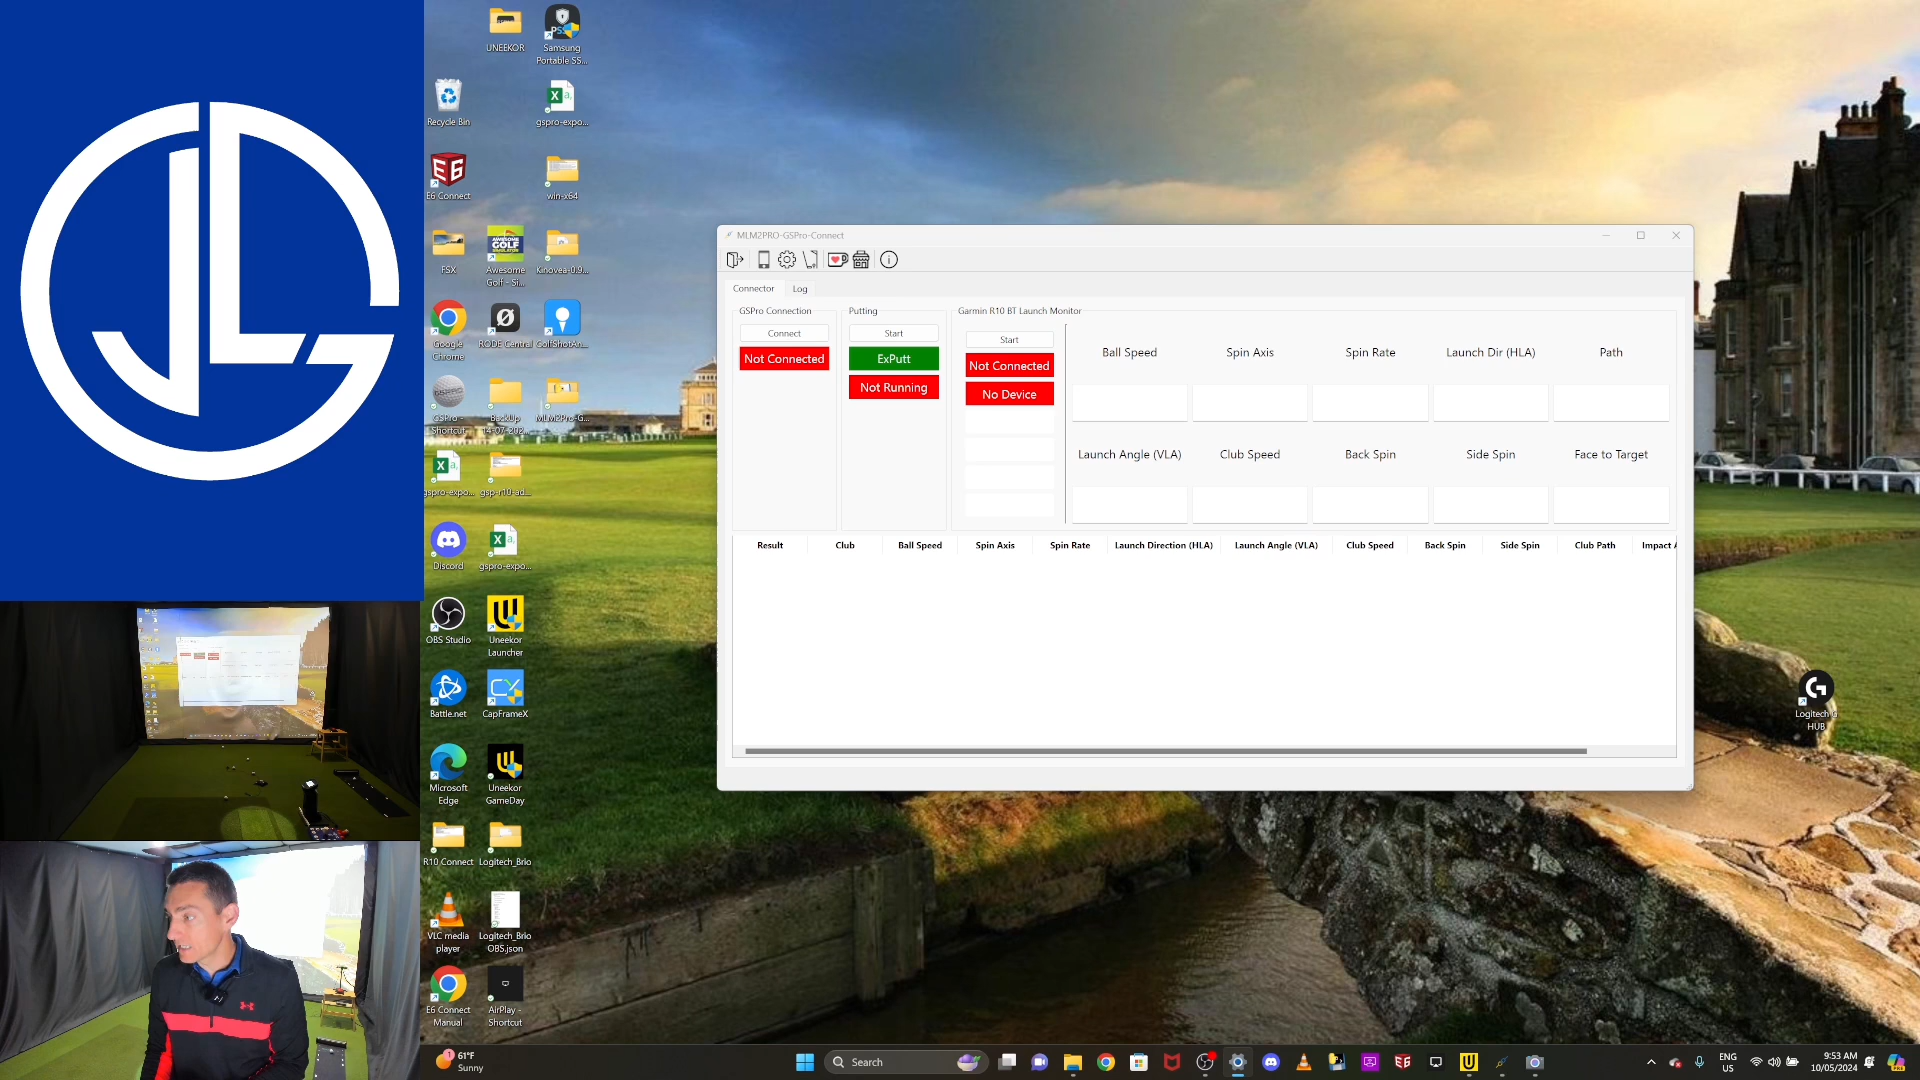 UNEEKOR
Samsung
Portable SS...
Recycle Bin
gspro-expo...
E6 Connect
win-x64
FSX
Awesome
Golf - Si...
Kinovea-0.9...
Google
Chrome
RODE Central
GolfShotAn...
GSPro -
Shortcut
BackUp
14-07-202...
MLM2Pro-G...
gspro-expo...
gsp-r10-ad...
Discord
gspro-expo...
OBS Studio
Uneekor
Launcher
Battle.net
CapFrameX
Microsoft
Edge
Uneekor
GameDay
R10 Connect
Logitech_Brio
VLC media
player
Logitech_Brio
OBS.json
E6 Connect
Manual
AirPlay -
Shortcut
MLM2PRO-GSPro-Connect
Connector
Log
GSPro Connection
Connect
Not Connected
Putting
Start
ExPutt
Not Running
Garmin R10 BT Launch Monitor
Start
Not Connected
No Device
Ball Speed
Spin Axis
Spin Rate
Launch Dir (HLA)
Path
Launch Angle (VLA)
Club Speed
Back Spin
Side Spin
Face to Target
Result
Club
Ball Speed
Spin Axis
Spin Rate
Launch Direction (HLA)
Launch Angle (VLA)
Club Speed
Back Spin
Side Spin
Club Path
Impact A
Logitech G
HUB
61°F
Sunny
Search
ENG
US
9:53 AM
10/05/2024